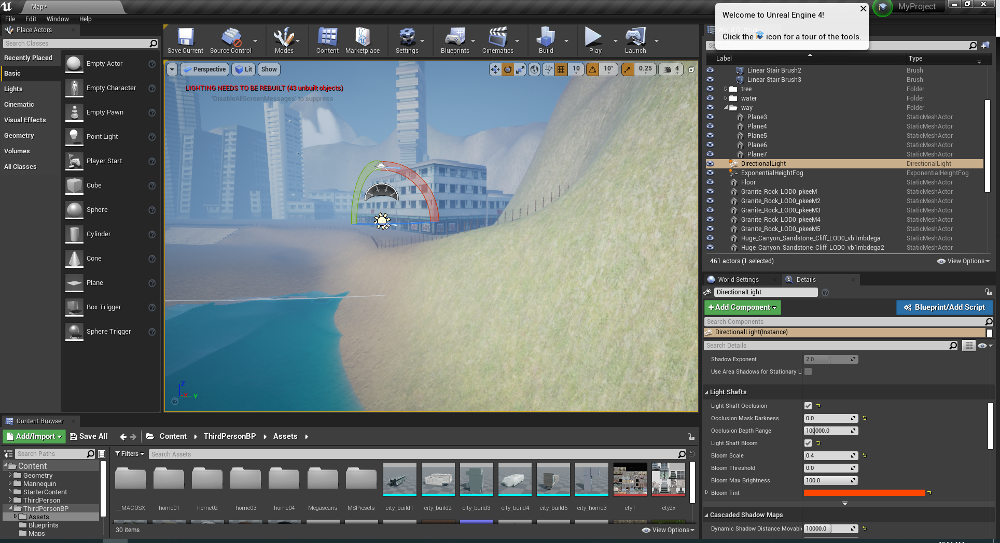 Map*
MyProject
File Edit Window Help
Welcome to Unreal Engine 4!
Click the icon for a tour of the tools.
Place Actors
Search Classes
Recently Placed
Basic
Lights
Cinematic
Visual Effects
Geometry
Volumes
All Classes
Empty Actor
Empty Character
Empty Pawn
Point Light
Player Start
Cube
Sphere
Cylinder
Cone
Plane
Box Trigger
Sphere Trigger
Save Current
Source Control
Modes
Content
Marketplace
Settings
Blueprints
Cinematics
Build
Play
Launch
Perspective Lit Show
10 10° 0.25 4
LIGHTING NEEDS TO BE REBUILT (43 unbuilt objects)
'DisableAllScreenMessages' to suppress
Z
Y
World Outliner
Label Type
Linear Stair Brush2 Brush
Linear Stair Brush3 Brush
tree Folder
water Folder
way Folder
Plane3 StaticMeshActor
Plane4 StaticMeshActor
Plane5 StaticMeshActor
Plane6 StaticMeshActor
Plane7 StaticMeshActor
DirectionalLight DirectionalLight
ExponentialHeightFog ExponentialHeightFog
Floor StaticMeshActor
Granite_Rock_LOD0_pkeeM StaticMeshActor
Granite_Rock_LOD0_pkeeM2 StaticMeshActor
Granite_Rock_LOD0_pkeeM3 StaticMeshActor
Granite_Rock_LOD0_pkeeM4 StaticMeshActor
Granite_Rock_LOD0_pkeeM5 StaticMeshActor
Huge_Canyon_Sandstone_Cliff_LOD0_vb1mbdega StaticMeshActor
Huge_Canyon_Sandstone_Cliff_LOD0_vb1mbdega2 StaticMeshActor
461 actors (1 selected)
View Options
World Settings Details
DirectionalLight
+Add Component
Blueprint/Add Script
Search Components
DirectionalLight(Instance)
Search Details
Shadow Exponent 2.0
Use Area Shadows for Stationary L
Light Shafts
Light Shaft Occlusion
Occlusion Mask Darkness 0.0
Occlusion Depth Range 100000.0
Light Shaft Bloom
Bloom Scale 0.4
Bloom Threshold 0.0
Bloom Max Brightness 100.0
Bloom Tint
Cascaded Shadow Maps
Dynamic Shadow Distance Movabl 10000.0
Content Browser
Add/Import Save All Content ThirdPersonBP Assets
Search Paths
Filters Search Assets
Content
Geometry
Mannequin
StarterContent
ThirdPerson
ThirdPersonBP
Assets
Blueprints
Maps
__MACOSX home01 home02 home03 home04 Megascans MSPresets city_build1 city_build2 city_build3 city_build4 city_build5 city_home3 cty1 cty2x
30 items
View Options